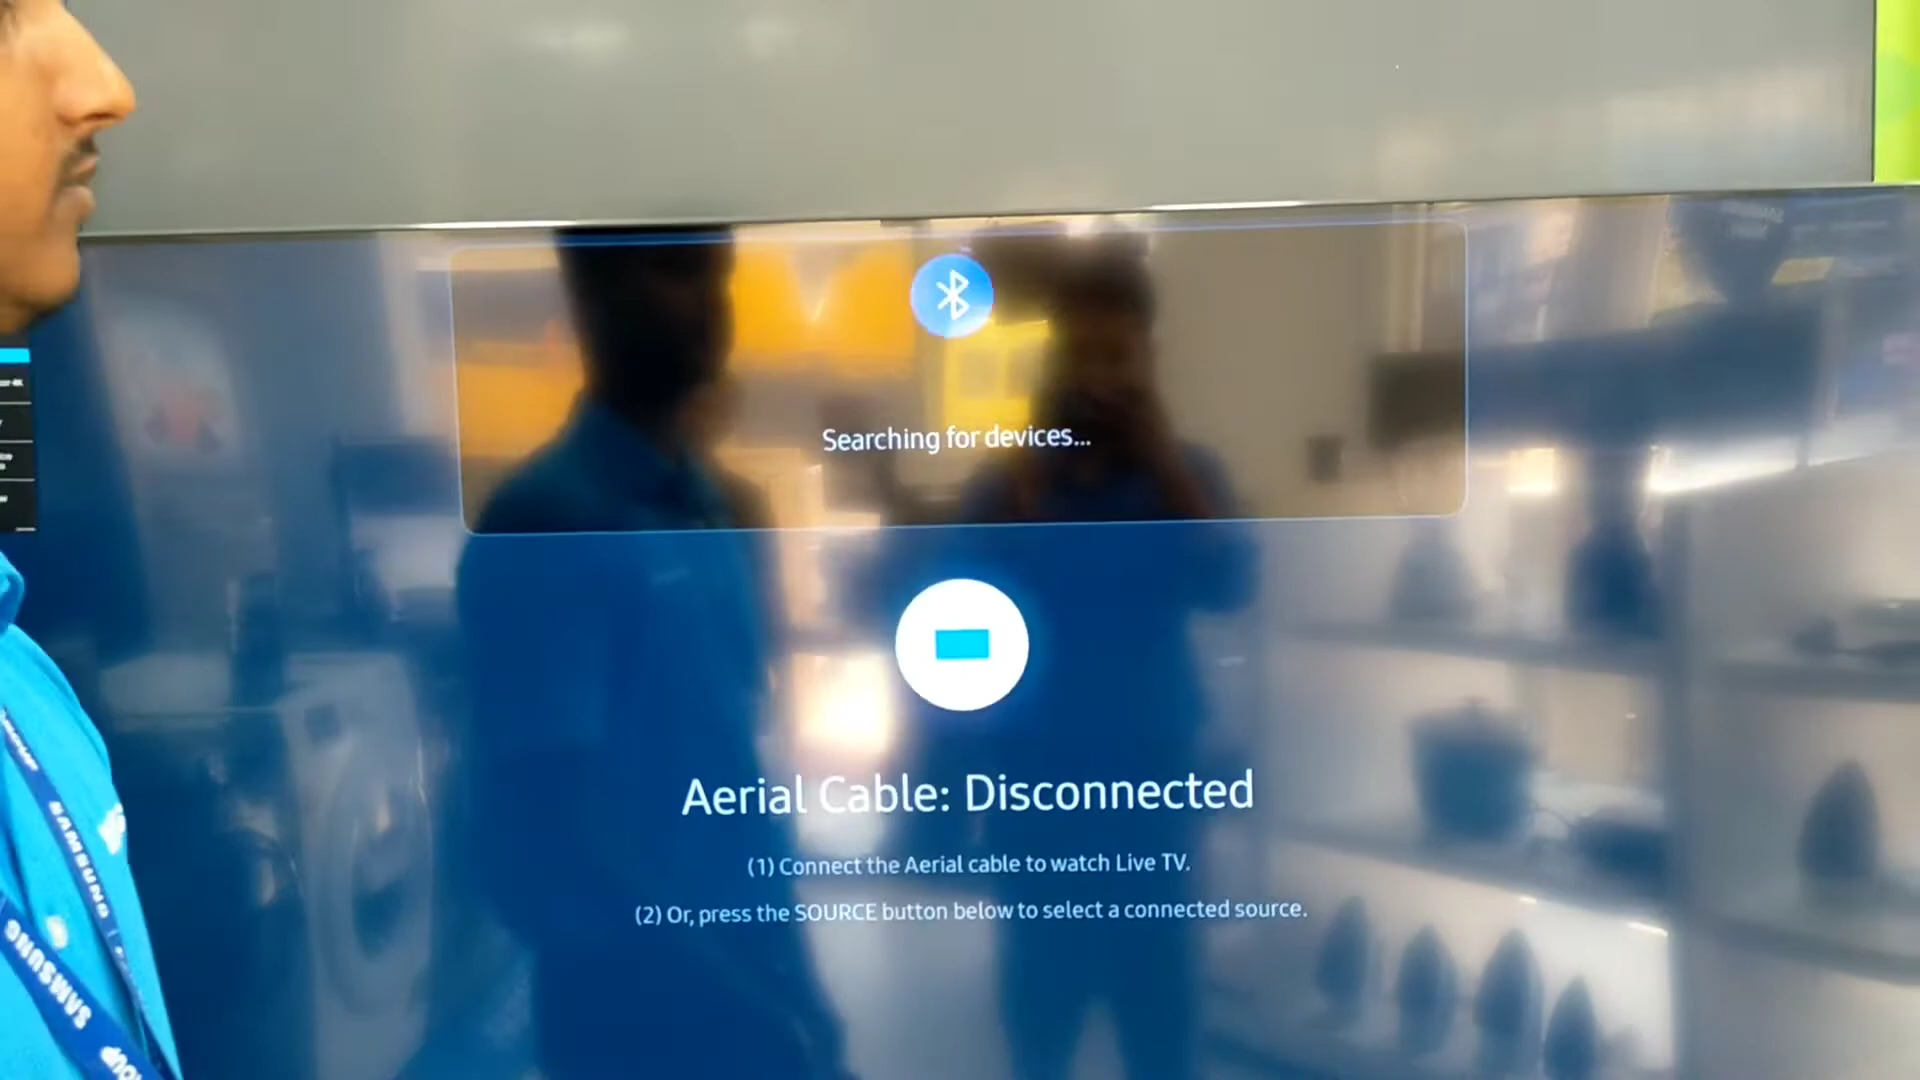 Searching for devices...
Aerial Cable: Disconnected
(1) Connect the Aerial cable to watch Live TV.
(2) Or, press the SOURCE button below to select a connected source.
SAMSUNG
SAMSUNG